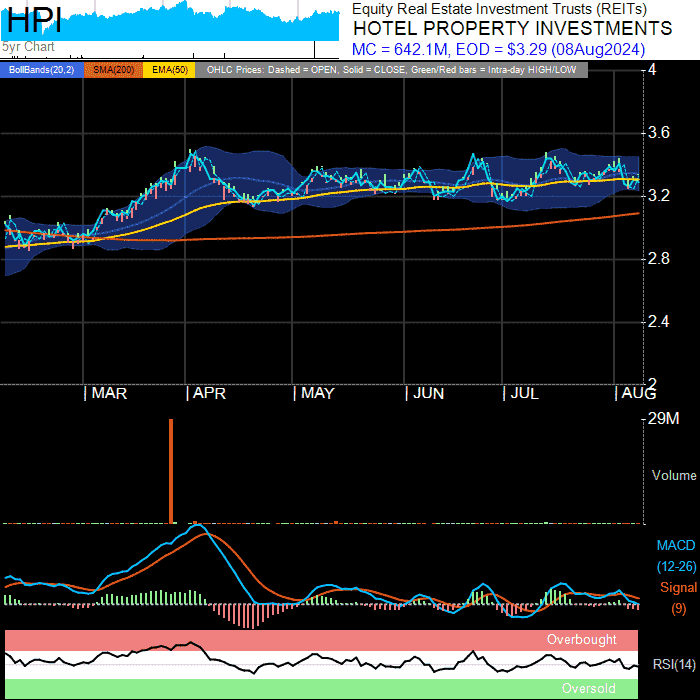 HPI
5yr Chart
Equity Real Estate Investment Trusts (REITs)
HOTEL PROPERTY INVESTMENTS
MC = 642.1M, EOD = $3.29 (08Aug2024)
BollBands(20,2) SMA(200) EMA(50) OHLC Prices: Dashed = OPEN, Solid = CLOSE, Green/Red bars = Intra-day HIGH/LOW
4
3.6
3.2
2.8
2.4
2
| MAR | APR | MAY | JUN | JUL | AUG
29M
Volume
MACD
(12-26)
Signal
(9)
Overbought
RSI(14)
Oversold